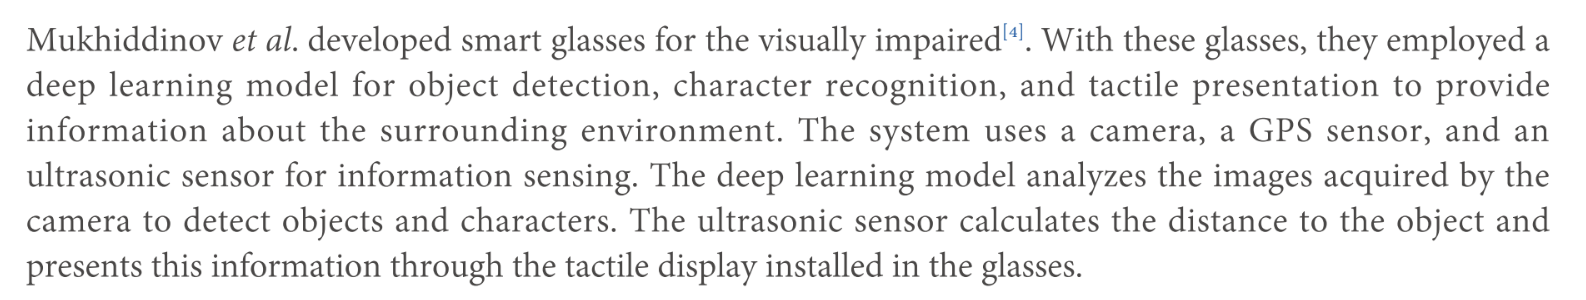 Mukhiddinov et al. developed smart glasses for the visually impaired[4]. With these glasses, they employed a
deep learning model for object detection, character recognition, and tactile presentation to provide
information about the surrounding environment. The system uses a camera, a GPS sensor, and an
ultrasonic sensor for information sensing. The deep learning model analyzes the images acquired by the
camera to detect objects and characters. The ultrasonic sensor calculates the distance to the object and
presents this information through the tactile display installed in the glasses.